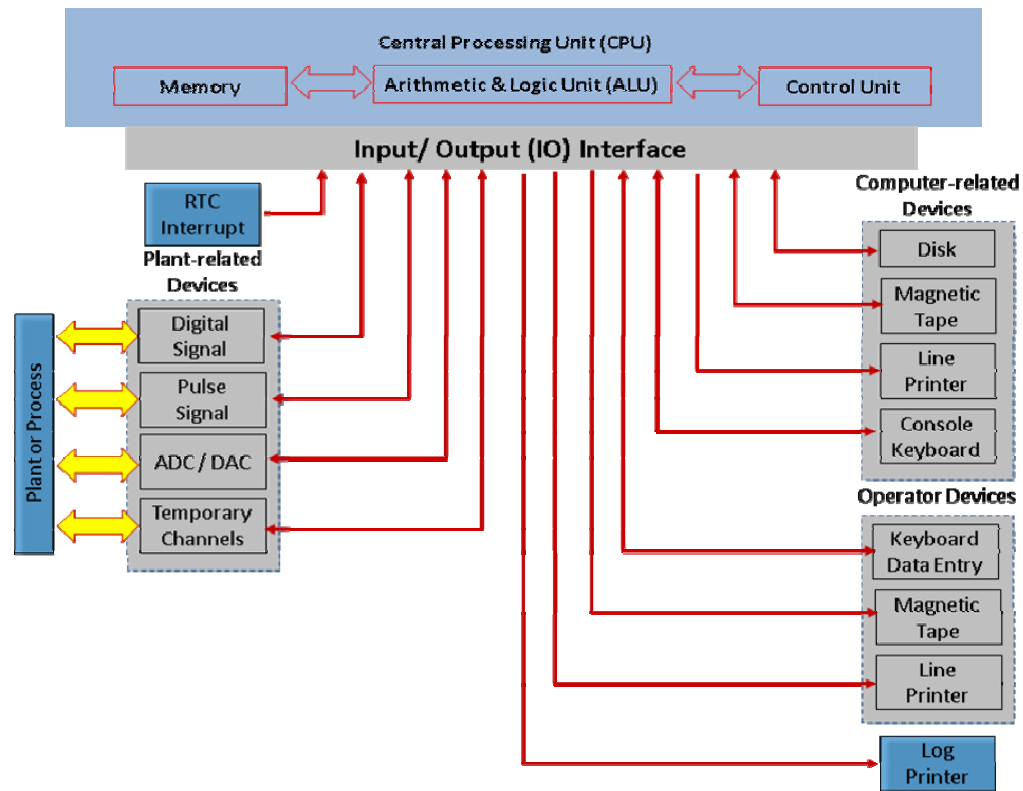 Central Processing Unit (CPU)
Memory
Arithmetic & Logic Unit (ALU)
Control Unit
Input/ Output (IO) Interface
RTC
Interrupt
Plant-related
Devices
Plant or Process
Digital
Signal
Pulse
Signal
ADC / DAC
Temporary
Channels
Computer-related
Devices
Disk
Magnetic
Tape
Line
Printer
Console
Keyboard
Operator Devices
Keyboard
Data Entry
Magnetic
Tape
Line
Printer
Log
Printer